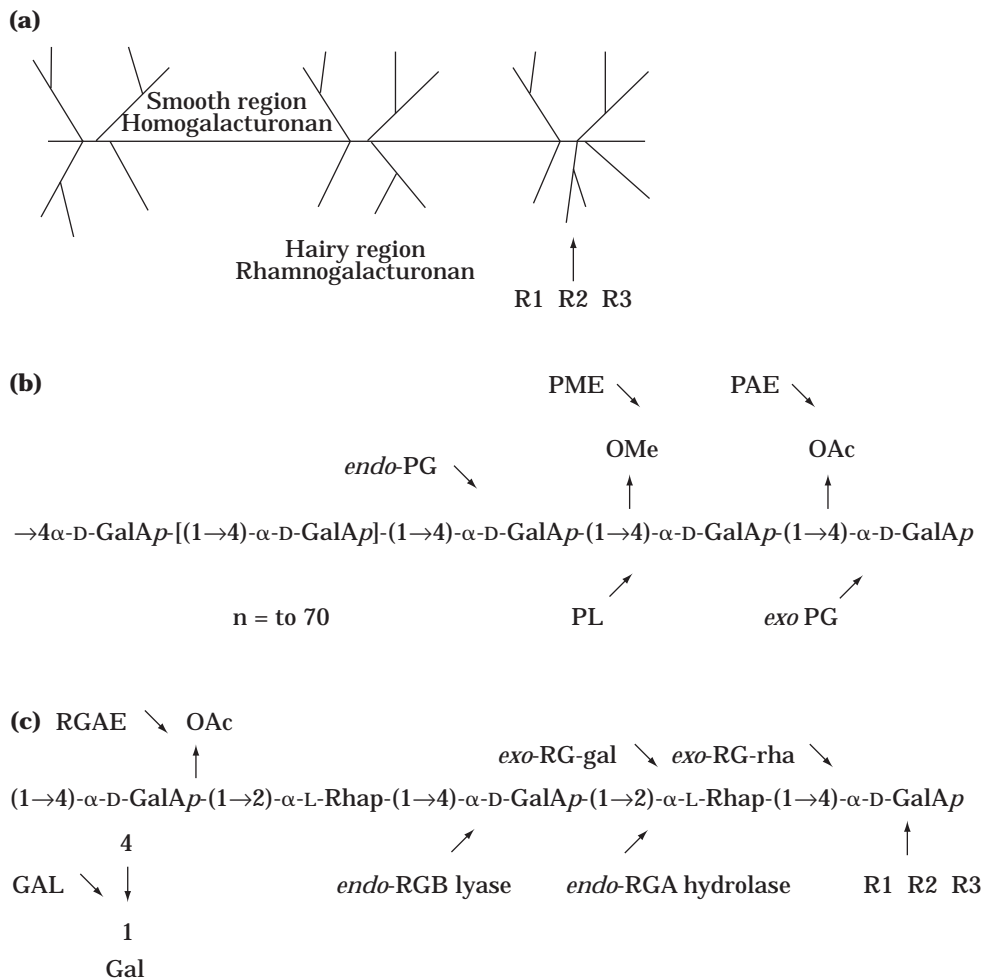 (a)
Smooth region
Homogalacturonan
Hairy region
Rhamnogalacturonan
R1 R2 R3
(b)
PME PAE
OMe OAc
endo-PG
→4α-D-GalAp-[(1→4)-α-D-GalAp]-(1→4)-α-D-GalAp-(1→4)-α-D-GalAp-(1→4)-α-D-GalAp
n = to 70 PL exo PG
(c) RGAE OAc
exo-RG-gal exo-RG-rha
(1→4)-α-D-GalAp-(1→2)-α-L-Rhap-(1→4)-α-D-GalAp-(1→2)-α-L-Rhap-(1→4)-α-D-GalAp
4
GAL endo-RGB lyase endo-RGA hydrolase R1 R2 R3
1
Gal